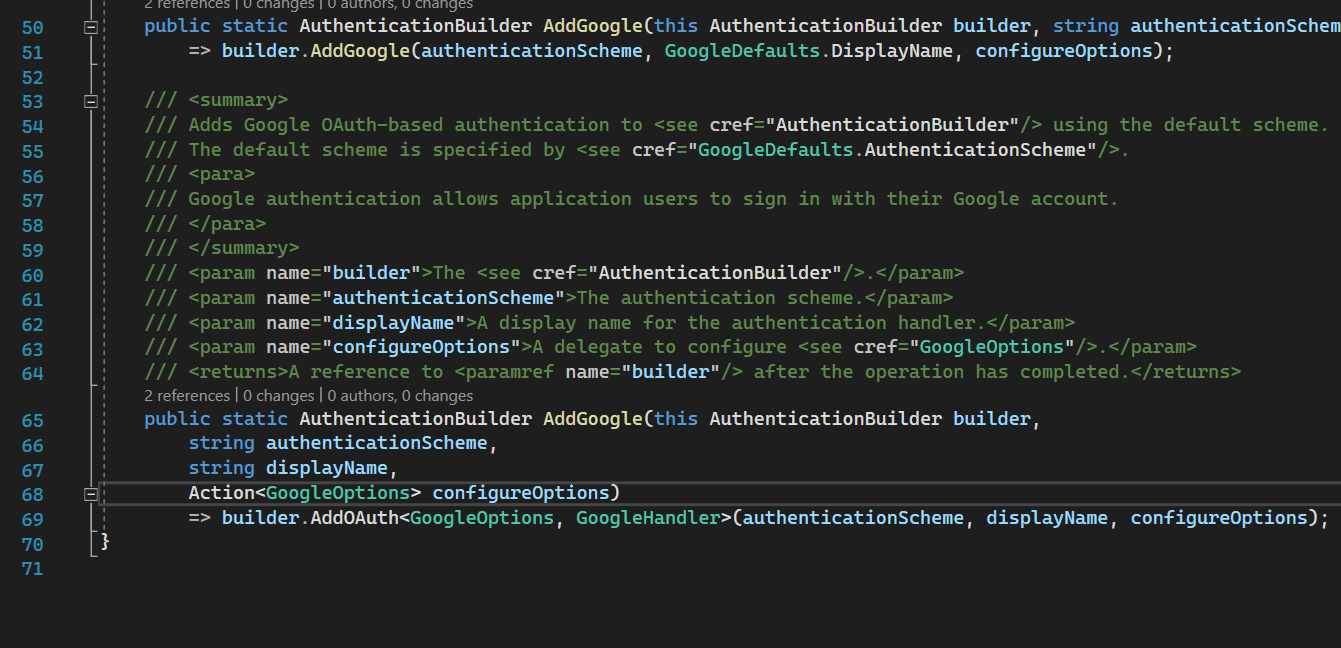 2 references | 0 changes | 0 authors, 0 changes
50 public static AuthenticationBuilder AddGoogle(this AuthenticationBuilder builder, string authenticationSchem
51 => builder.AddGoogle(authenticationScheme, GoogleDefaults.DisplayName, configureOptions);
52
53 /// <summary>
54 /// Adds Google OAuth-based authentication to <see cref="AuthenticationBuilder"/> using the default scheme.
55 /// The default scheme is specified by <see cref="GoogleDefaults.AuthenticationScheme"/>.
56 /// <para>
57 /// Google authentication allows application users to sign in with their Google account.
58 /// </para>
59 /// </summary>
60 /// <param name="builder">The <see cref="AuthenticationBuilder"/>.</param>
61 /// <param name="authenticationScheme">The authentication scheme.</param>
62 /// <param name="displayName">A display name for the authentication handler.</param>
63 /// <param name="configureOptions">A delegate to configure <see cref="GoogleOptions"/>.</param>
64 /// <returns>A reference to <paramref name="builder"/> after the operation has completed.</returns>
2 references | 0 changes | 0 authors, 0 changes
65 public static AuthenticationBuilder AddGoogle(this AuthenticationBuilder builder,
66 string authenticationScheme,
67 string displayName,
68 Action<GoogleOptions> configureOptions)
69 => builder.AddOAuth<GoogleOptions, GoogleHandler>(authenticationScheme, displayName, configureOptions);
70 }
71